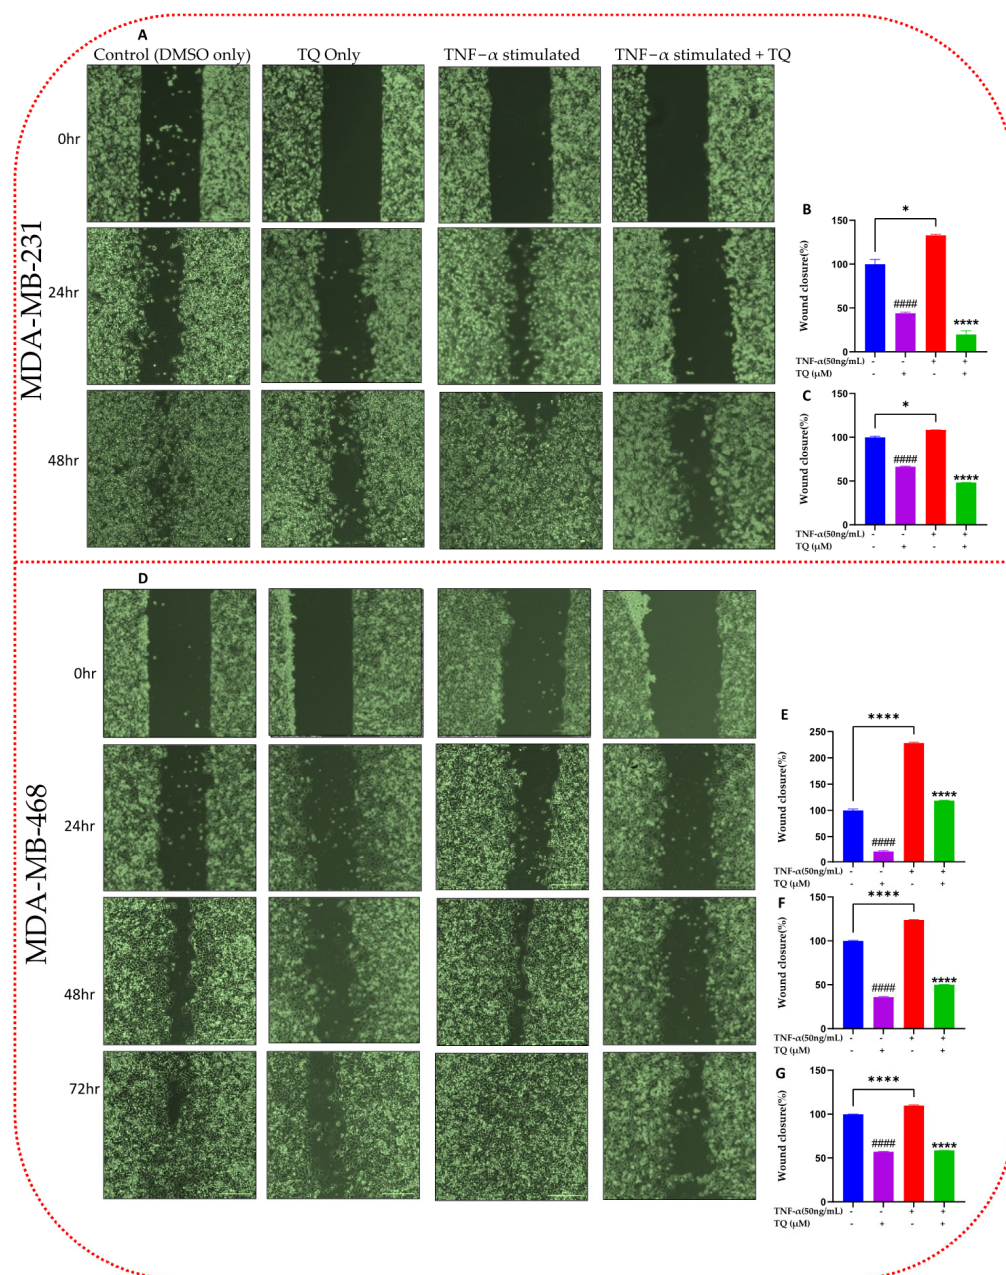 A
Control (DMSO only) TQ Only TNF−α stimulated TNF−α stimulated + TQ
0hr
24hr
48hr
MDA-MB-231
B
Wound closure(%)
150
100
50
0
*
####
****
TNF-α(50ng/mL) - - + +
TQ (μM) - + - +
C
Wound closure(%)
150
100
50
0
*
####
****
TNF-α(50ng/mL) - - + +
TQ (μM) - + - +
D
0hr
24hr
48hr
72hr
MDA-MB-468
E
Wound closure(%)
250
200
150
100
50
0
****
####
****
TNF-α(50ng/mL) - - + +
TQ (μM) - + - +
F
Wound closure(%)
150
100
50
0
****
####
****
TNF-α(50ng/mL) - - + +
TQ (μM) - + - +
G
Wound closure(%)
150
100
50
0
****
####
****
TNF-α(50ng/mL) - - + +
TQ (μM) - + - +